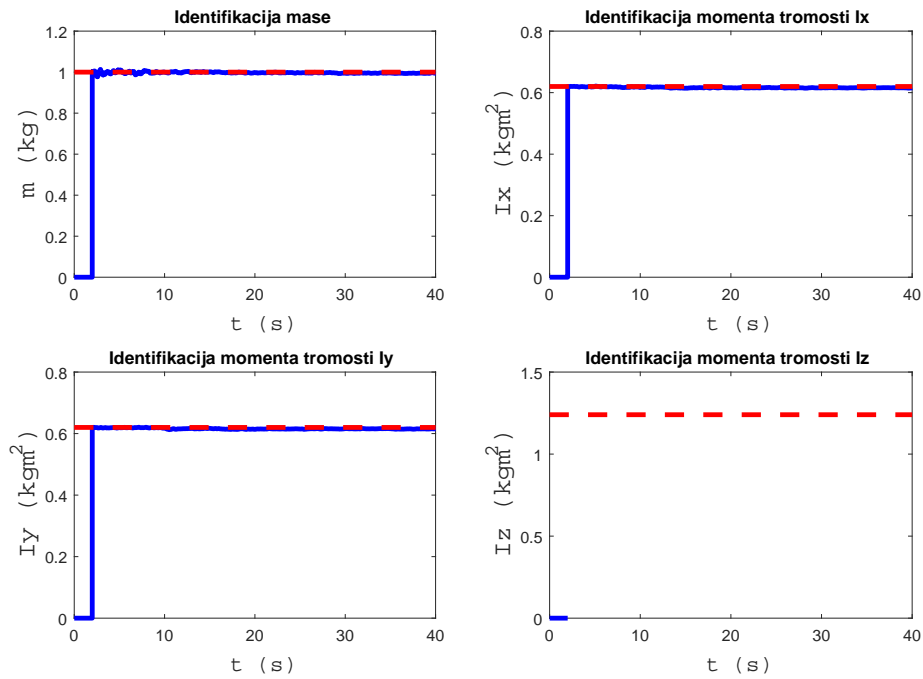 Identifikacija mase
1.2
1
0.8
0.6
0.4
0.2
0
m (kg)
0 10 20 30 40
t (s)
Identifikacija momenta tromosti Ix
0.8
0.6
0.4
0.2
0
Ix (kgm²)
0 10 20 30 40
t (s)
Identifikacija momenta tromosti Iy
0.8
0.6
0.4
0.2
0
Iy (kgm²)
0 10 20 30 40
t (s)
Identifikacija momenta tromosti Iz
1.5
1
0.5
0
Iz (kgm²)
0 10 20 30 40
t (s)